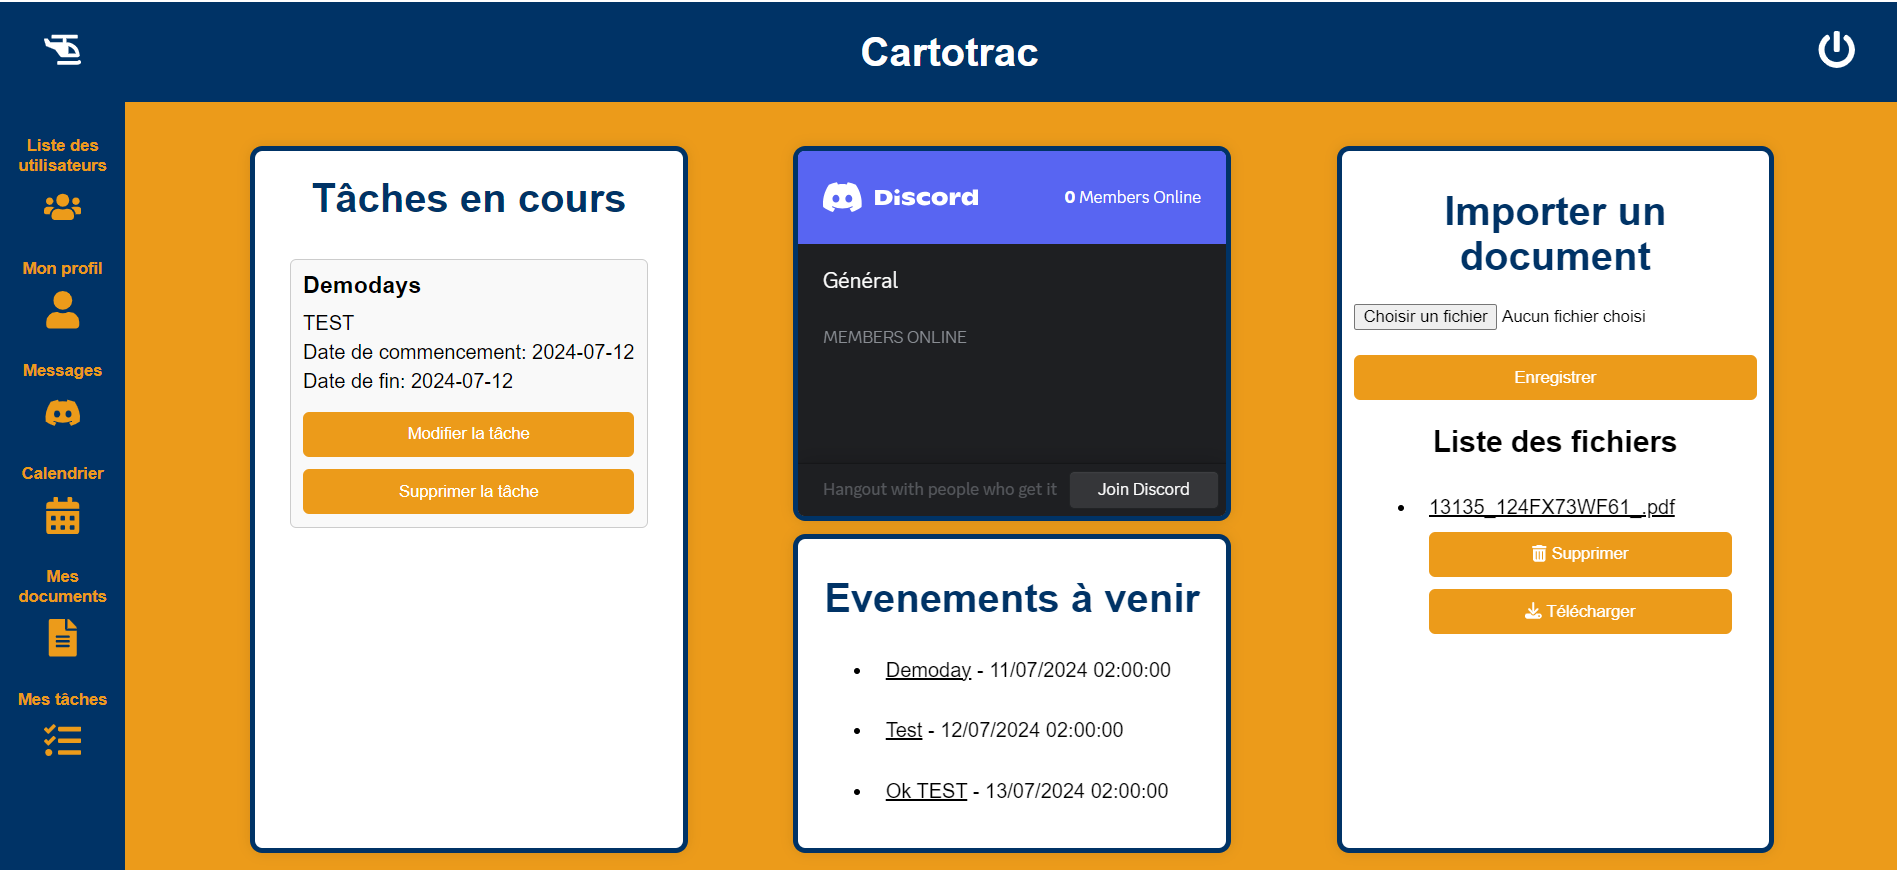 Cartotrac
Liste des
utilisateurs
Mon profil
Messages
Calendrier
Mes
documents
Mes tâches
Tâches en cours
Demodays
TEST
Date de commencement: 2024-07-12
Date de fin: 2024-07-12
Modifier la tâche
Supprimer la tâche
Discord
0 Members Online
Général
MEMBERS ONLINE
Hangout with people who get it
Join Discord
Evenements à venir
Demoday - 11/07/2024 02:00:00
Test - 12/07/2024 02:00:00
Ok TEST - 13/07/2024 02:00:00
Importer un
document
Choisir un fichier Aucun fichier choisi
Enregistrer
Liste des fichiers
13135_124FX73WF61_.pdf
Supprimer
Télécharger